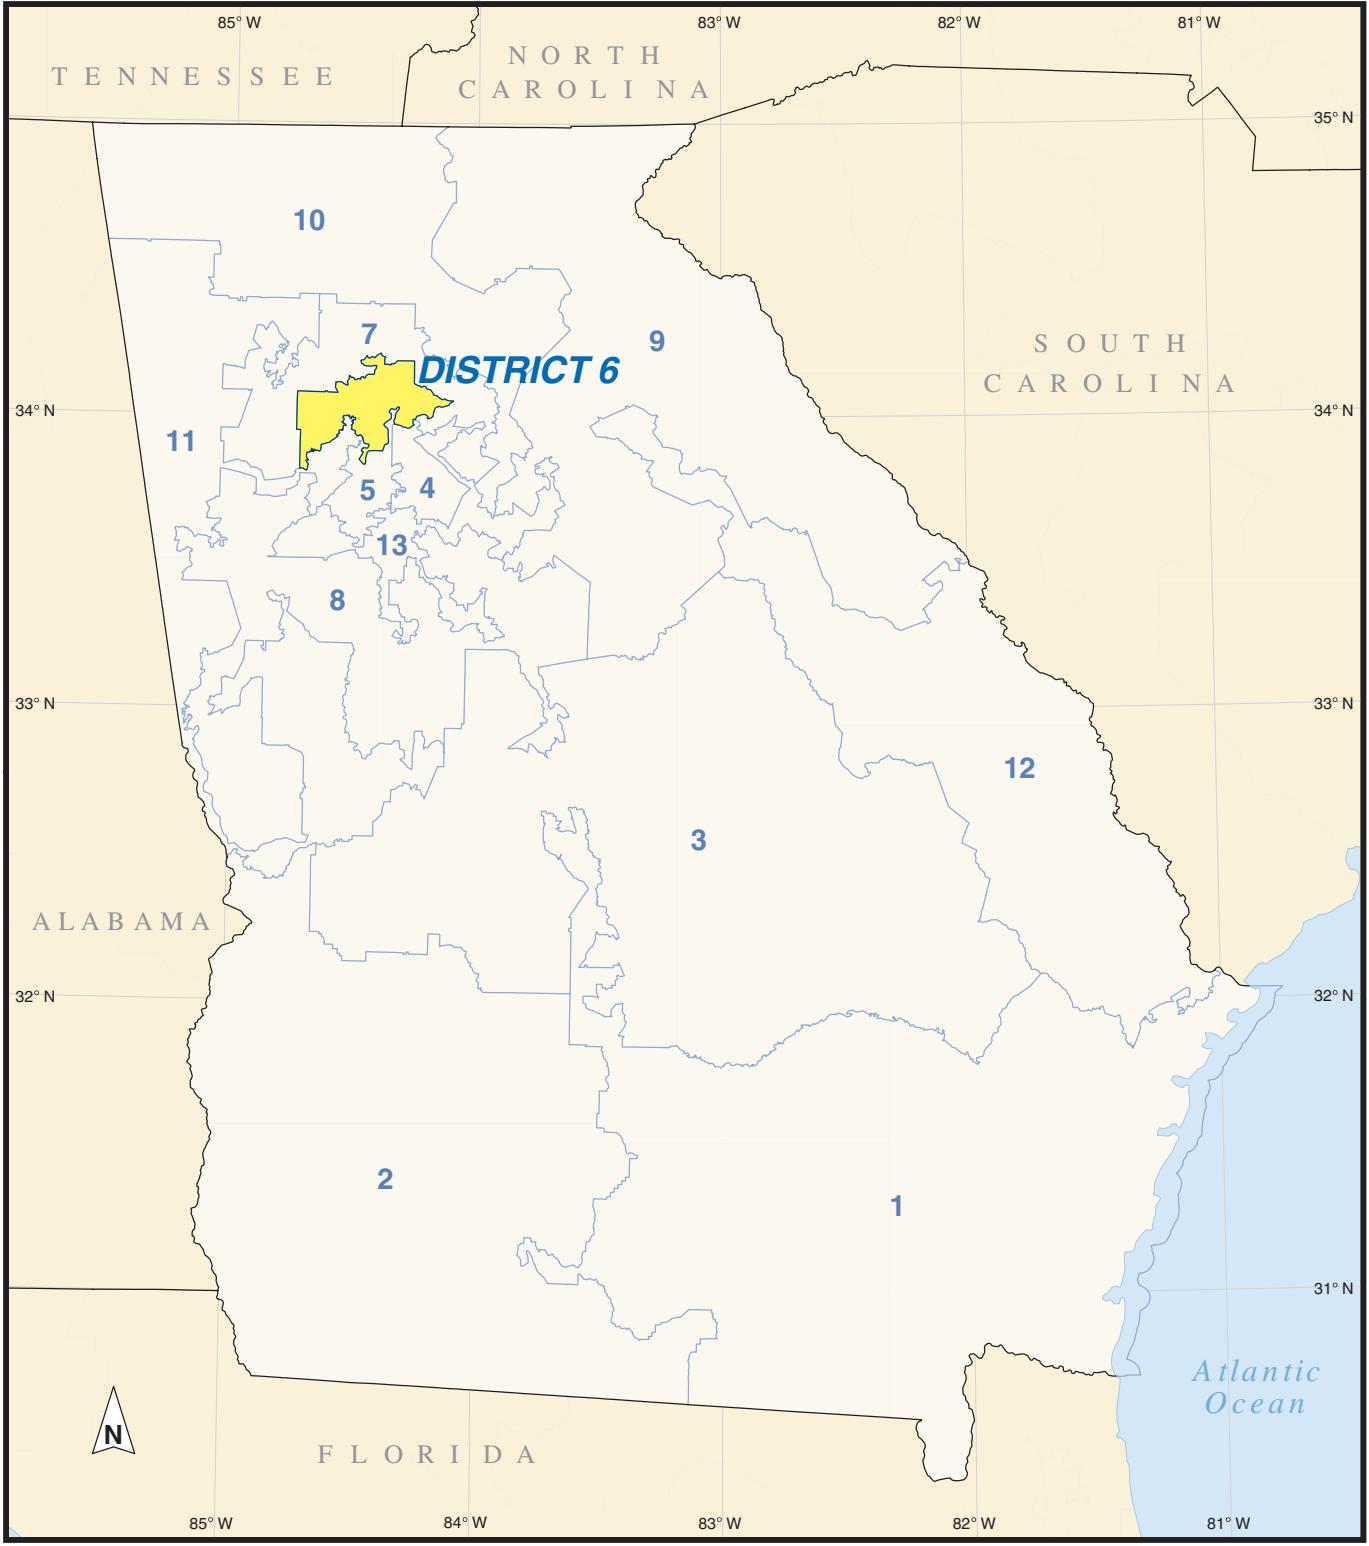 85° W
83° W
82° W
81° W
NORTH
CAROLINA
TENNESSEE
35° N
35° N
10
7
9
SOUTH
CAROLINA
DISTRICT 6
34° N
34° N
11
5
4
13
8
33° N
33° N
12
3
ALABAMA
32° N
32° N
2
1
31° N
Atlantic
Ocean
N
FLORIDA
85° W
84° W
83° W
82° W
81° W